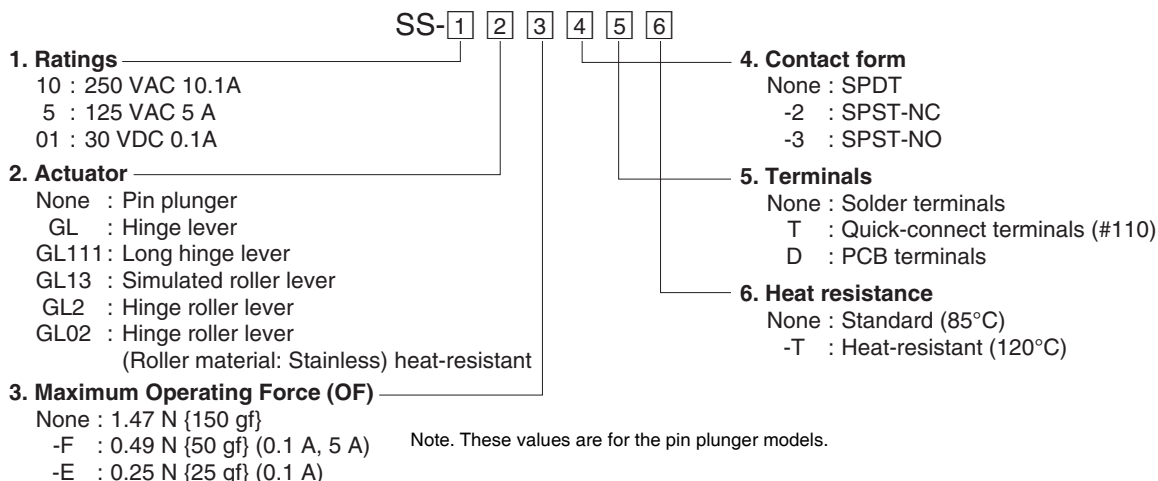 SS-1 2 3 4 5 6
1. Ratings
10 : 250 VAC 10.1A
5 : 125 VAC 5 A
01 : 30 VDC 0.1A
2. Actuator
None : Pin plunger
GL : Hinge lever
GL111 : Long hinge lever
GL13 : Simulated roller lever
GL2 : Hinge roller lever
GL02 : Hinge roller lever
(Roller material: Stainless) heat-resistant
3. Maximum Operating Force (OF)
None : 1.47 N {150 gf}
-F : 0.49 N {50 gf} (0.1 A, 5 A)
-E : 0.25 N {25 gf} (0.1 A)
Note. These values are for the pin plunger models.
4. Contact form
None : SPDT
-2 : SPST-NC
-3 : SPST-NO
5. Terminals
None : Solder terminals
T : Quick-connect terminals (#110)
D : PCB terminals
6. Heat resistance
None : Standard (85°C)
-T : Heat-resistant (120°C)